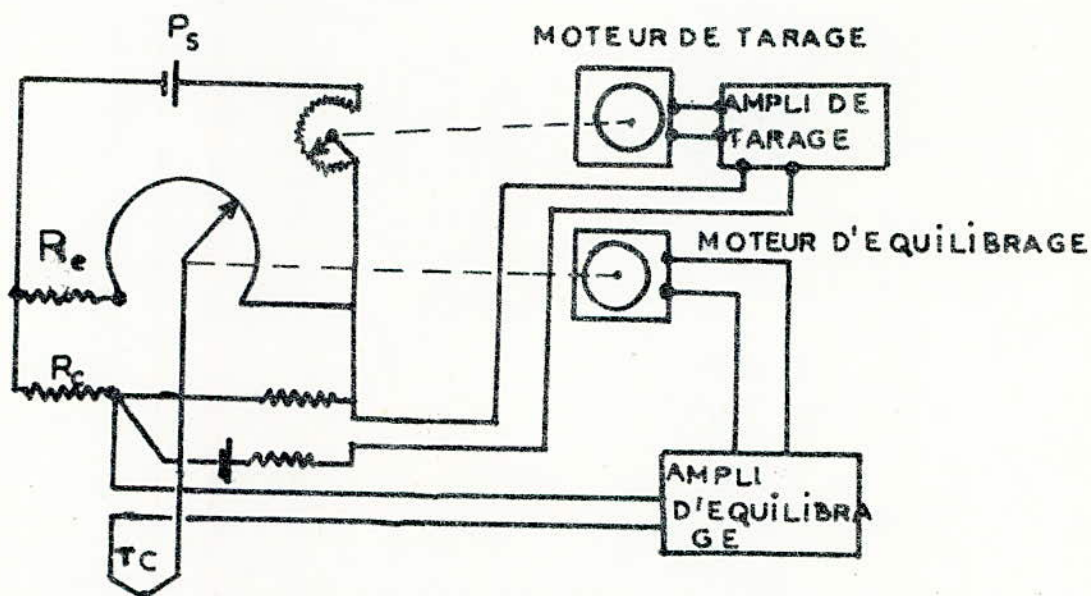 Ps
MOTEUR DE TARAGE
AMPLI DE
TARAGE
Re
MOTEUR D'EQUILIBRAGE
Rc
AMPLI
D'EQUILIBRA
GE
TC